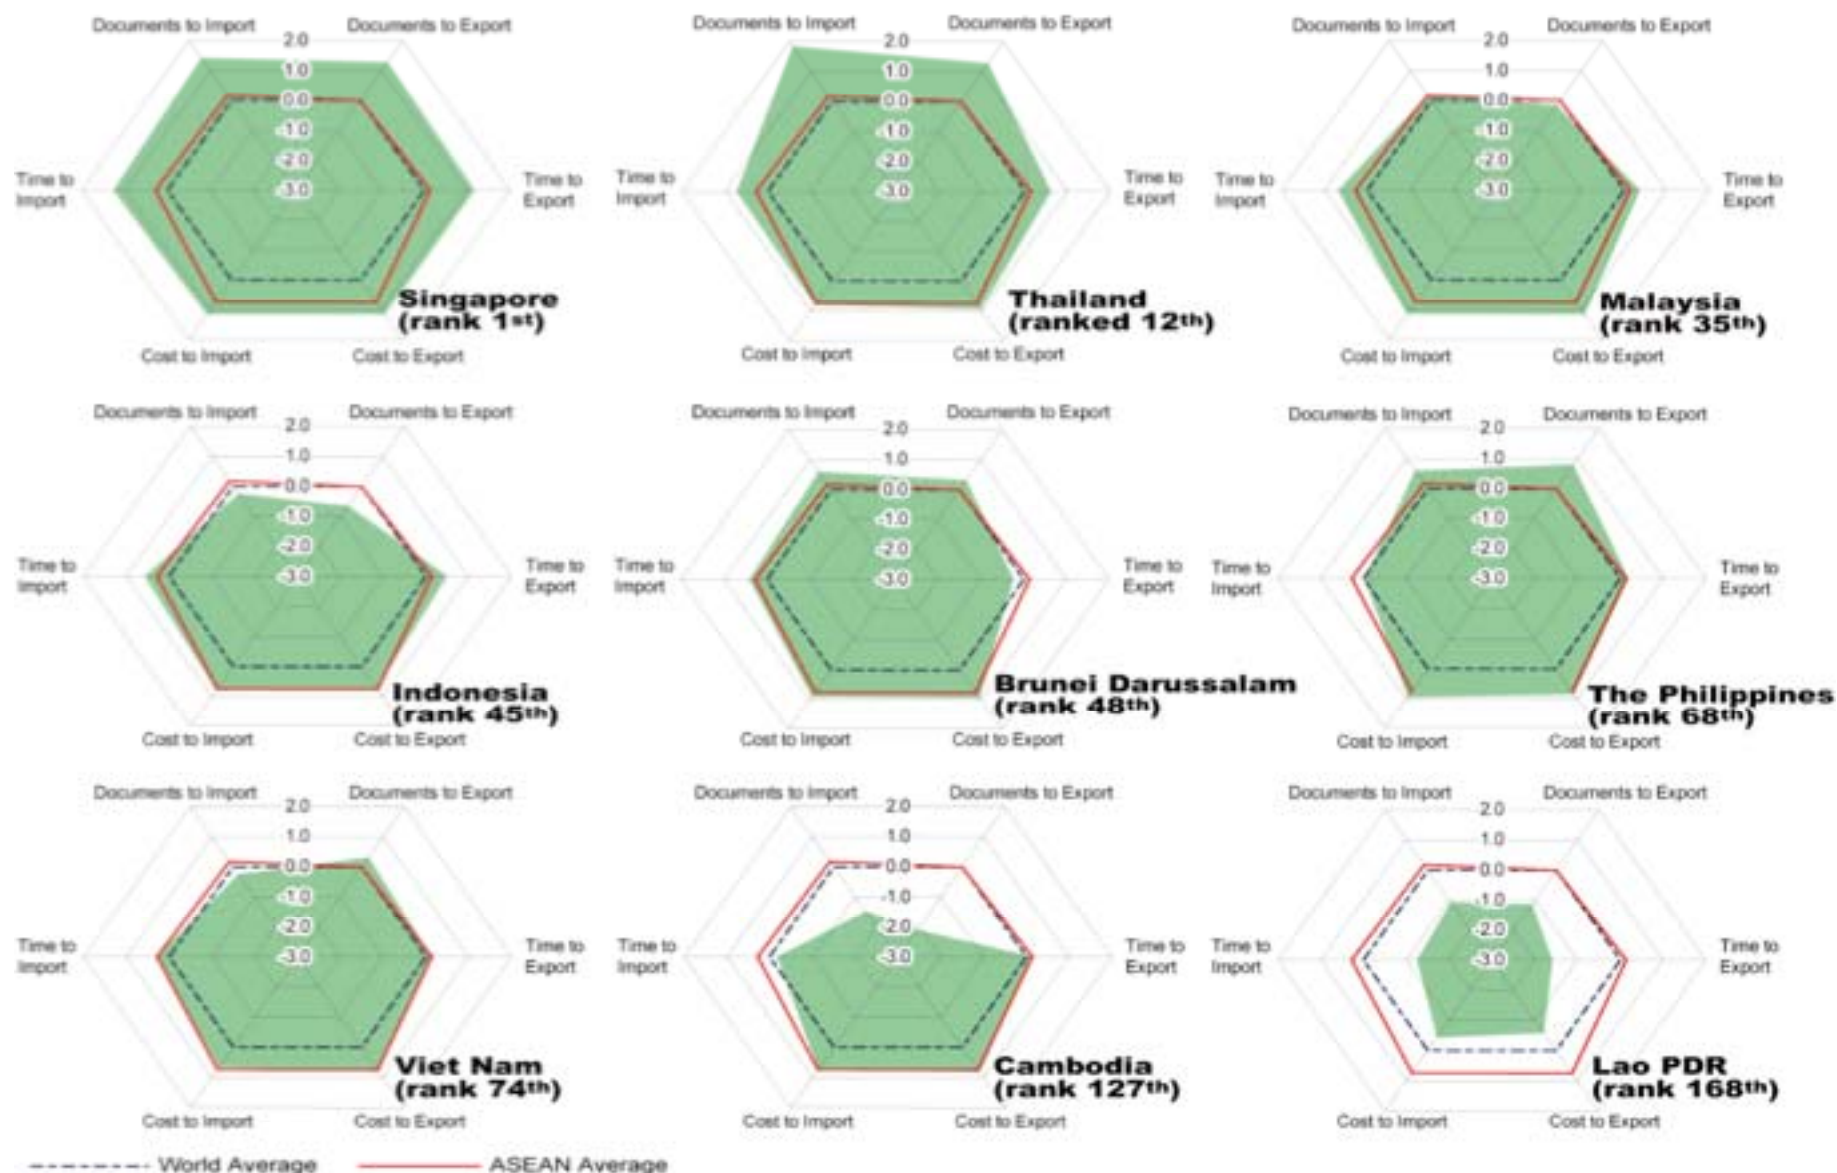 Documents to Import Documents to Export
2.0
1.0
0.0
-1.0
-2.0
-3.0
Time to
Import
Time to
Export
Cost to Import Cost to Export
Singapore
(rank 1st)
Documents to Import Documents to Export
2.0
1.0
0.0
-1.0
-2.0
-3.0
Time to
Import
Time to
Export
Cost to Import Cost to Export
Thailand
(ranked 12th)
Documents to Import Documents to Export
2.0
1.0
0.0
-1.0
-2.0
-3.0
Time to
Import
Time to
Export
Cost to Import Cost to Export
Malaysia
(rank 35th)
Documents to Import Documents to Export
2.0
1.0
0.0
-1.0
-2.0
-3.0
Time to
Import
Time to
Export
Cost to Import Cost to Export
Indonesia
(rank 45th)
Documents to Import Documents to Export
2.0
1.0
0.0
-1.0
-2.0
-3.0
Time to
Import
Time to
Export
Cost to Import Cost to Export
Brunei Darussalam
(rank 48th)
Documents to Import Documents to Export
2.0
1.0
0.0
-1.0
-2.0
-3.0
Time to
Import
Time to
Export
Cost to Import Cost to Export
The Philippines
(rank 68th)
Documents to Import Documents to Export
2.0
1.0
0.0
-1.0
-2.0
-3.0
Time to
Import
Time to
Export
Cost to Import Cost to Export
Viet Nam
(rank 74th)
Documents to Import Documents to Export
2.0
1.0
0.0
-1.0
-2.0
-3.0
Time to
Import
Time to
Export
Cost to Import Cost to Export
Cambodia
(rank 127th)
Documents to Import Documents to Export
2.0
1.0
0.0
-1.0
-2.0
-3.0
Time to
Import
Time to
Export
Cost to Import Cost to Export
Lao PDR
(rank 168th)
World Average ASEAN Average